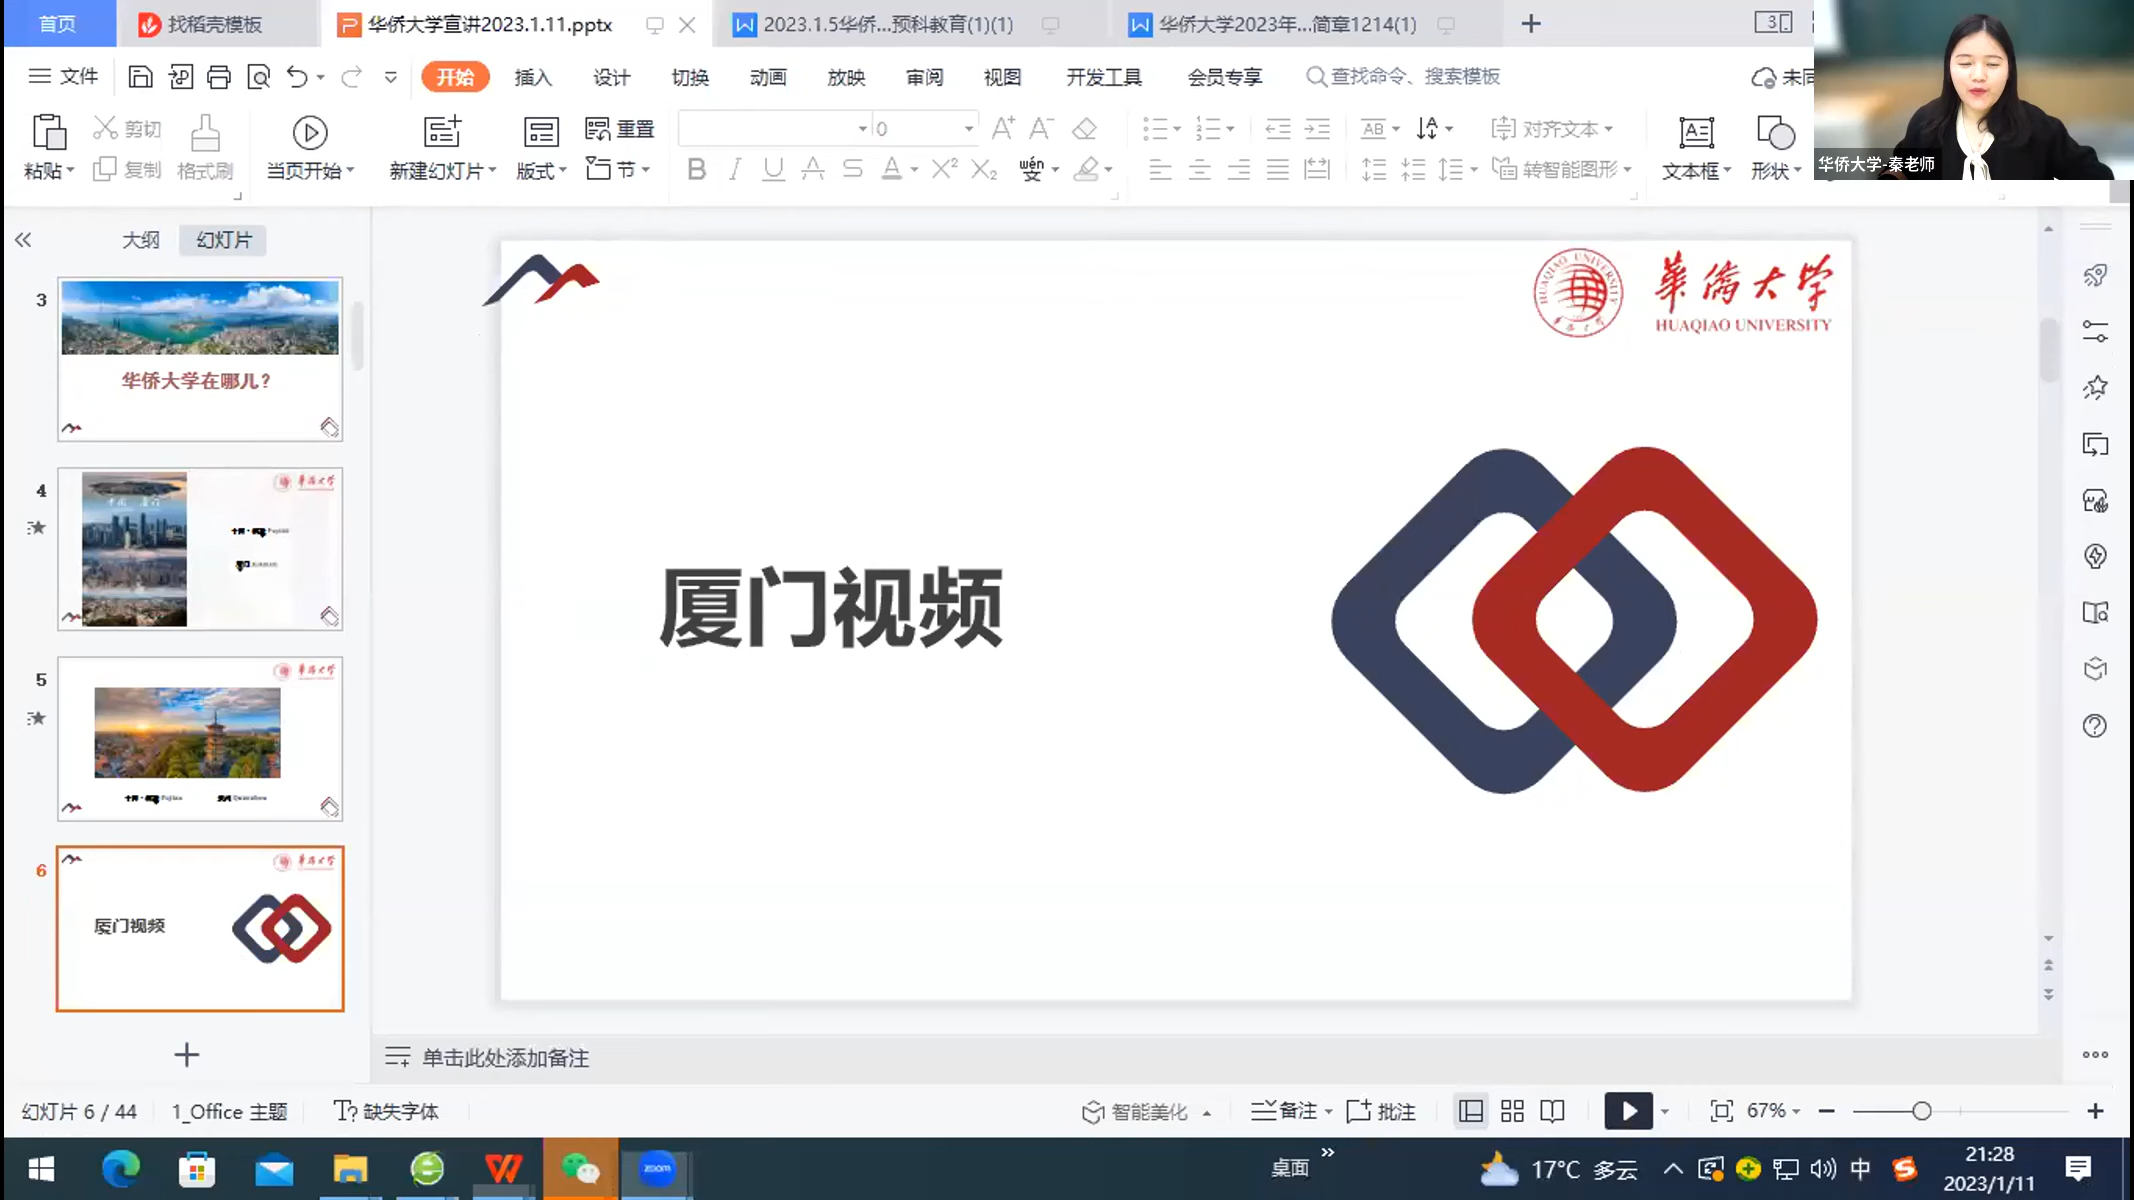 首页
找稻壳模板
华侨大学宣讲2023.1.11.pptx
2023.1.5华侨...预科教育(1)(1)
华侨大学2023年...简章1214(1)
文件
开始
插入
设计
切换
动画
放映
审阅
视图
开发工具
会员专享
查找命令、搜索模板
未同
粘贴
剪切
复制
格式刷
当页开始
新建幻灯片
版式
重置
节
0
对齐文本
转智能图形
文本框
形状
华侨大学-秦老师
大纲
幻灯片
3
华侨大学在哪儿?
4
5
6
厦门视频
華僑大学
HUAQIAO UNIVERSITY
厦门视频
单击此处添加备注
幻灯片 6 / 44
1_Office 主题
缺失字体
智能美化
备注
批注
67%
zoom
桌面
17°C 多云
中
21:28
2023/1/11